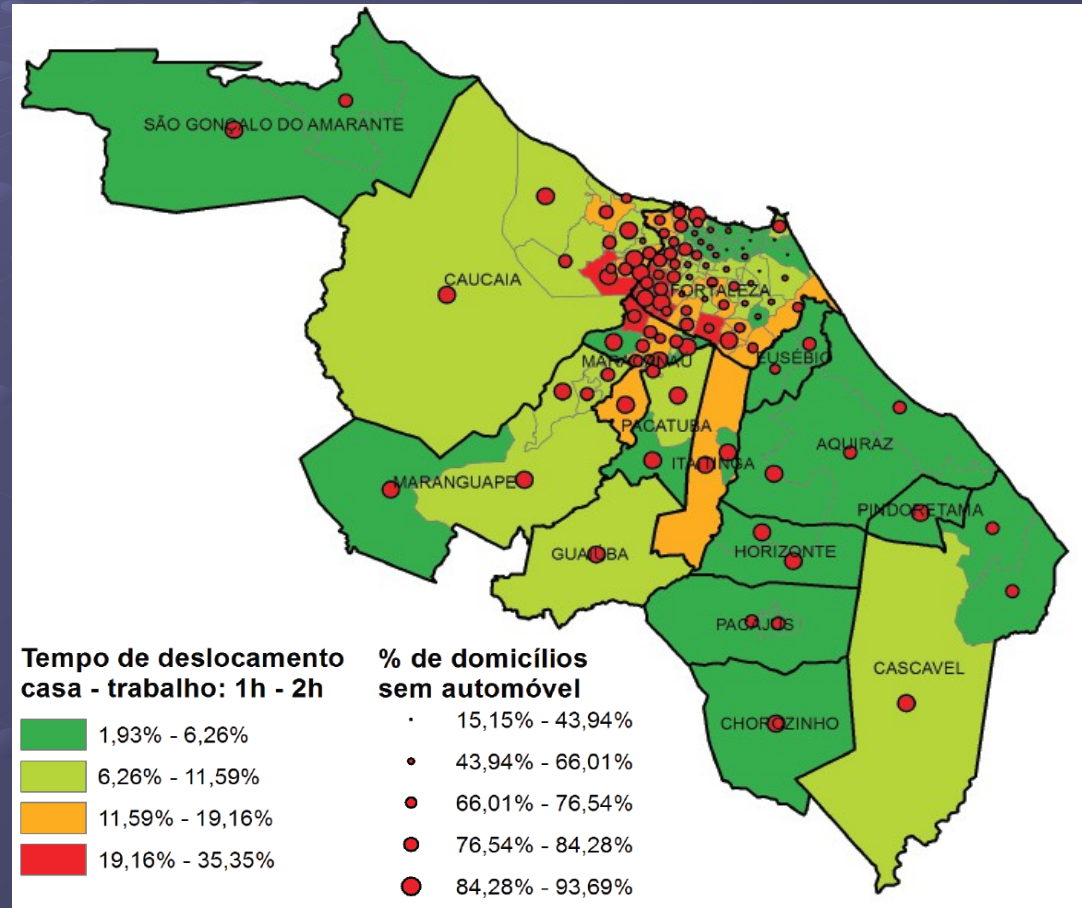 SÃO GONÇALO DO AMARANTE
CAUCAIA
FORTALEZA
EUSÉBIO
MARACANAÚ
PACATUBA
AQUIRAZ
ITAITINGA
MARANGUAPE
PINDORETAMA
GUAIUBA
HORIZONTE
PACAJUS
CASCAVEL
CHOROZINHO
Tempo de deslocamento
casa - trabalho: 1h - 2h
1,93% - 6,26%
6,26% - 11,59%
11,59% - 19,16%
19,16% - 35,35%
% de domicílios
sem automóvel
15,15% - 43,94%
43,94% - 66,01%
66,01% - 76,54%
76,54% - 84,28%
84,28% - 93,69%